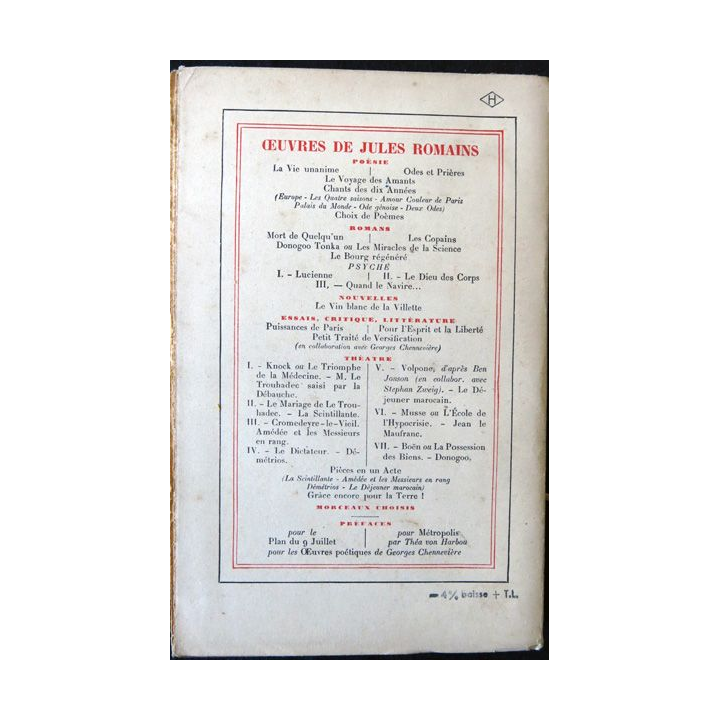 H
ŒUVRES DE JULES ROMAINS
POÉSIE
La Vie unanime | Odes et Prières
Le Voyage des Amants
Chants des dix Années
(Europe - Les Quatre saisons - Amour Couleur de Paris
Palais du Monde - Ode génoise - Deux Odes)
Choix de Poèmes
ROMANS
Mort de Quelqu'un | Les Copains
Donogoo Tonka ou Les Miracles de la Science
Le Bourg régénéré
PSYCHÉ
I. - Lucienne | II. - Le Dieu des Corps
III. — Quand le Navire...
NOUVELLES
Le Vin blanc de la Villette
ESSAIS, CRITIQUE, LITTÉRATURE
Puissances de Paris | Pour l'Esprit et la Liberté
Petit Traité de Versification
(en collaboration avec Georges Chennevière)
THÉATRE
I. - Knock ou Le Triomphe
de la Médecine. - M. Le
Trouhadec saisi par la
Débauche.
II. - Le Mariage de Le Trou-
hadec. - La Scintillante.
III. - Cromedeyre-le-Vieil.
Amédée et les Messieurs
en rang.
IV. - Le Dictateur. - Dé-
métrios.
V. - Volpone, d'après Ben
Jonson (en collabor. avec
Stephan Zweig). - Le Dé-
jeuner marocain.
VI. - Musse ou L'École de
l'Hypocrisie. - Jean le
Maufranc.
VII. - Boën ou La Possession
des Biens. - Donogoo.
Pièces en un Acte
(La Scintillante - Amédée et les Messieurs en rang
Démétrios - Le Déjeuner marocain)
Grâce encore pour la Terre !
MORCEAUX CHOISIS
PRÉFACES
pour le
Plan du 9 Juillet
pour Métropolis
par Théa von Harbou
pour les Œuvres poétiques de Georges Chennevière
- 4% baisse + T.L.